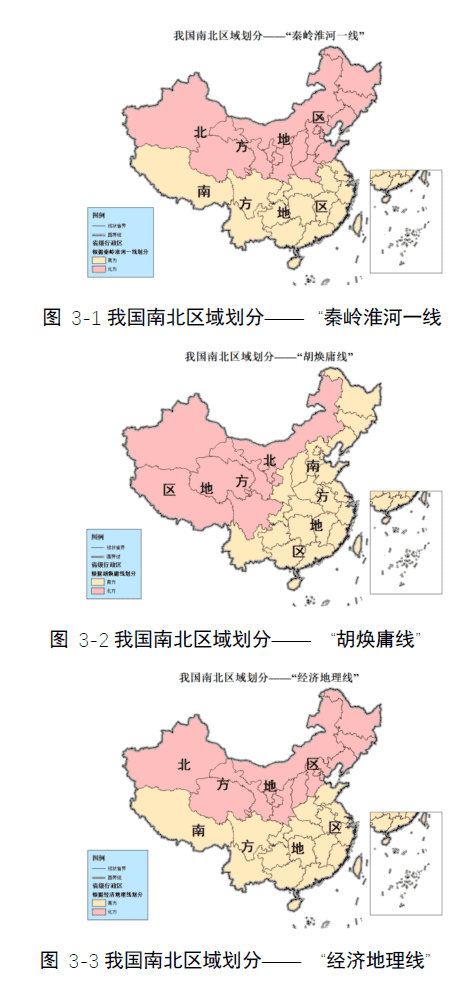 我国南北区域划分——“秦岭淮河一线”
北
方
地
区
南
方
地
区
图例
现状省界
国界线
省级行政区
根据秦岭淮河一线划分
南方
北方
图 3-1 我国南北区域划分—— “秦岭淮河一线
我国南北区域划分——“胡焕庸线”
北
方
地
区
南
方
地
区
图例
现状省界
国界线
省级行政区
根据胡焕庸线划分
南方
北方
图 3-2 我国南北区域划分—— “胡焕庸线”
我国南北区域划分——“经济地理线”
北
方
地
区
南
方
地
区
图例
现状省界
国界线
省级行政区
根据经济地理线划分
南方
北方
图 3-3 我国南北区域划分—— “经济地理线”